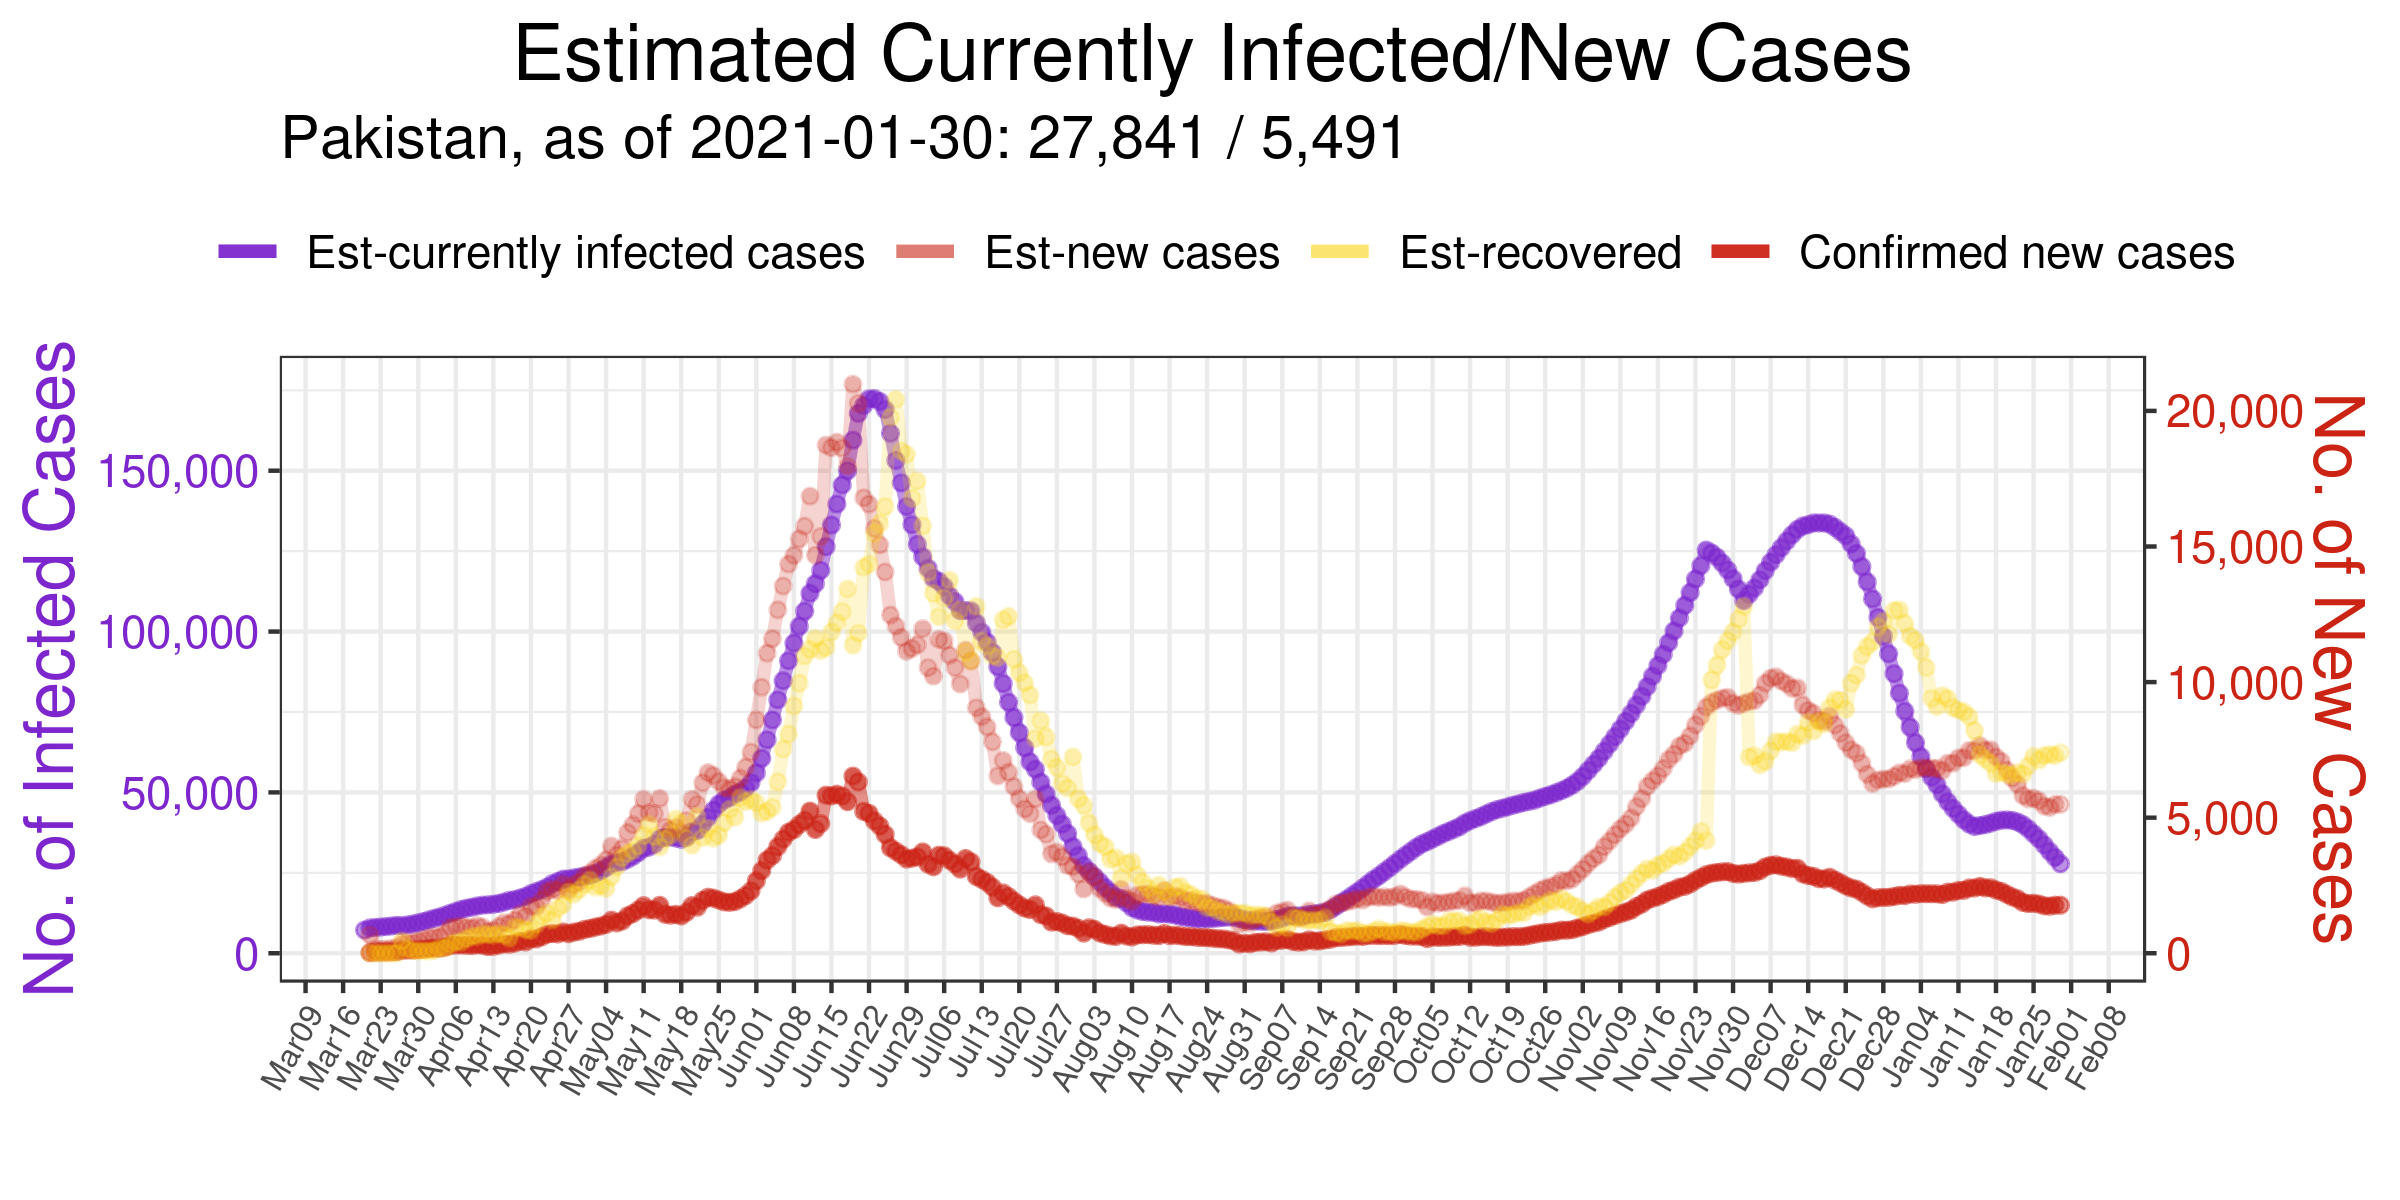 Estimated Currently Infected/New Cases
Pakistan, as of 2021-01-30: 27,841 / 5,491
Est-currently infected cases Est-new cases Est-recovered Confirmed new cases
No. of Infected Cases
150,000
100,000
50,000
0
20,000
15,000
10,000
5,000
0
No. of New Cases
Mar09 Mar16 Mar23 Mar30 Apr06 Apr13 Apr20 Apr27 May04 May11 May18 May25 Jun01 Jun08 Jun15 Jun22 Jun29 Jul06 Jul13 Jul20 Jul27 Aug03 Aug10 Aug17 Aug24 Aug31 Sep07 Sep14 Sep21 Sep28 Oct05 Oct12 Oct19 Oct26 Nov02 Nov09 Nov16 Nov23 Nov30 Dec07 Dec14 Dec21 Dec28 Jan04 Jan11 Jan18 Jan25 Feb01 Feb08